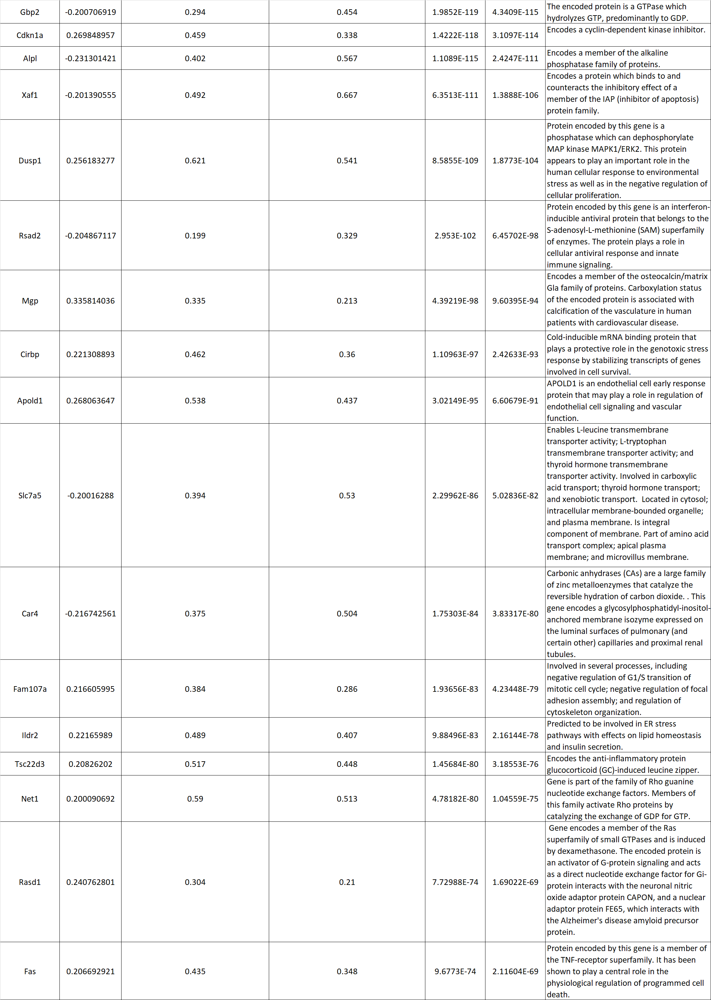 Gbp2 -0.200706919 0.294 0.454 1.9852E-119 4.3409E-115 The encoded protein is a GTPase which
hydrolyzes GTP, predominantly to GDP.
Cdkn1a 0.269848957 0.459 0.338 1.4222E-118 3.1097E-114 Encodes a cyclin-dependent kinase inhibitor.
Alpl -0.231301421 0.402 0.567 1.1089E-115 2.4247E-111 Encodes a member of the alkaline
phosphatase family of proteins.
Xaf1 -0.201390555 0.492 0.667 6.3513E-111 1.3888E-106 Encodes a protein which binds to and
counteracts the inhibitory effect of a
member of the IAP (inhibitor of apoptosis)
protein family.
Dusp1 0.256183277 0.621 0.541 8.5855E-109 1.8773E-104 Protein encoded by this gene is a
phosphatase which can dephosphorylate
MAP kinase MAPK1/ERK2. This protein
appears to play an important role in the
human cellular response to environmental
stress as well as in the negative regulation of
cellular proliferation.
Rsad2 -0.204867117 0.199 0.329 2.953E-102 6.45702E-98 Protein encoded by this gene is an interferon-
inducible antiviral protein that belongs to the
S-adenosyl-L-methionine (SAM) superfamily
of enzymes. The protein plays a role in
cellular antiviral response and innate
immune signaling.
Mgp 0.335814036 0.335 0.213 4.39219E-98 9.60395E-94 Encodes a member of the osteocalcin/matrix
Gla family of proteins. Carboxylation status
of the encoded protein is associated with
calcification of the vasculature in human
patients with cardiovascular disease.
Cirbp 0.221308893 0.462 0.36 1.10963E-97 2.42633E-93 Cold-inducible mRNA binding protein that
plays a protective role in the genotoxic stress
response by stabilizing transcripts of genes
involved in cell survival.
Apold1 0.268063647 0.538 0.437 3.02149E-95 6.60679E-91 APOLD1 is an endothelial cell early response
protein that may play a role in regulation of
endothelial cell signaling and vascular
function.
Slc7a5 -0.20016288 0.394 0.53 2.29962E-86 5.02836E-82 Enables L-leucine transmembrane
transporter activity; L-tryptophan
transmembrane transporter activity; and
thyroid hormone transmembrane
transporter activity. Involved in carboxylic
acid transport; thyroid hormone transport;
and xenobiotic transport.  Located in cytosol;
intracellular membrane-bounded organelle;
and plasma membrane. Is integral
component of membrane. Part of amino acid
transport complex; apical plasma
membrane; and microvillus membrane.
Car4 -0.216742561 0.375 0.504 1.75303E-84 3.83317E-80 Carbonic anhydrases (CAs) are a large family
of zinc metalloenzymes that catalyze the
reversible hydration of carbon dioxide. . This
gene encodes a glycosylphosphatidyl-inositol-
anchored membrane isozyme expressed on
the luminal surfaces of pulmonary (and
certain other) capillaries and proximal renal
tubules.
Fam107a 0.216605995 0.384 0.286 1.93656E-83 4.23448E-79 Involved in several processes, including
negative regulation of G1/S transition of
mitotic cell cycle; negative regulation of focal
adhesion assembly; and regulation of
cytoskeleton organization.
Ildr2 0.22165989 0.489 0.407 9.88496E-83 2.16144E-78 Predicted to be involved in ER stress
pathways with effects on lipid homeostasis
and insulin secretion.
Tsc22d3 0.20826202 0.517 0.448 1.45684E-80 3.18553E-76 Encodes the anti-inflammatory protein
glucocorticoid (GC)-induced leucine zipper.
Net1 0.200090692 0.59 0.513 4.78182E-80 1.04559E-75 Gene is part of the family of Rho guanine
nucleotide exchange factors. Members of
this family activate Rho proteins by
catalyzing the exchange of GDP for GTP.
Rasd1 0.240762801 0.304 0.21 7.72988E-74 1.69022E-69 Gene encodes a member of the Ras
superfamily of small GTPases and is induced
by dexamethasone. The encoded protein is
an activator of G-protein signaling and acts
as a direct nucleotide exchange factor for Gi-
protein interacts with the neuronal nitric
oxide adaptor protein CAPON, and a nuclear
adaptor protein FE65, which interacts with
the Alzheimer's disease amyloid precursor
protein.
Fas 0.206692921 0.435 0.348 9.6773E-74 2.11604E-69 Protein encoded by this gene is a member of
the TNF-receptor superfamily. It has been
shown to play a central role in the
physiological regulation of programmed cell
death.